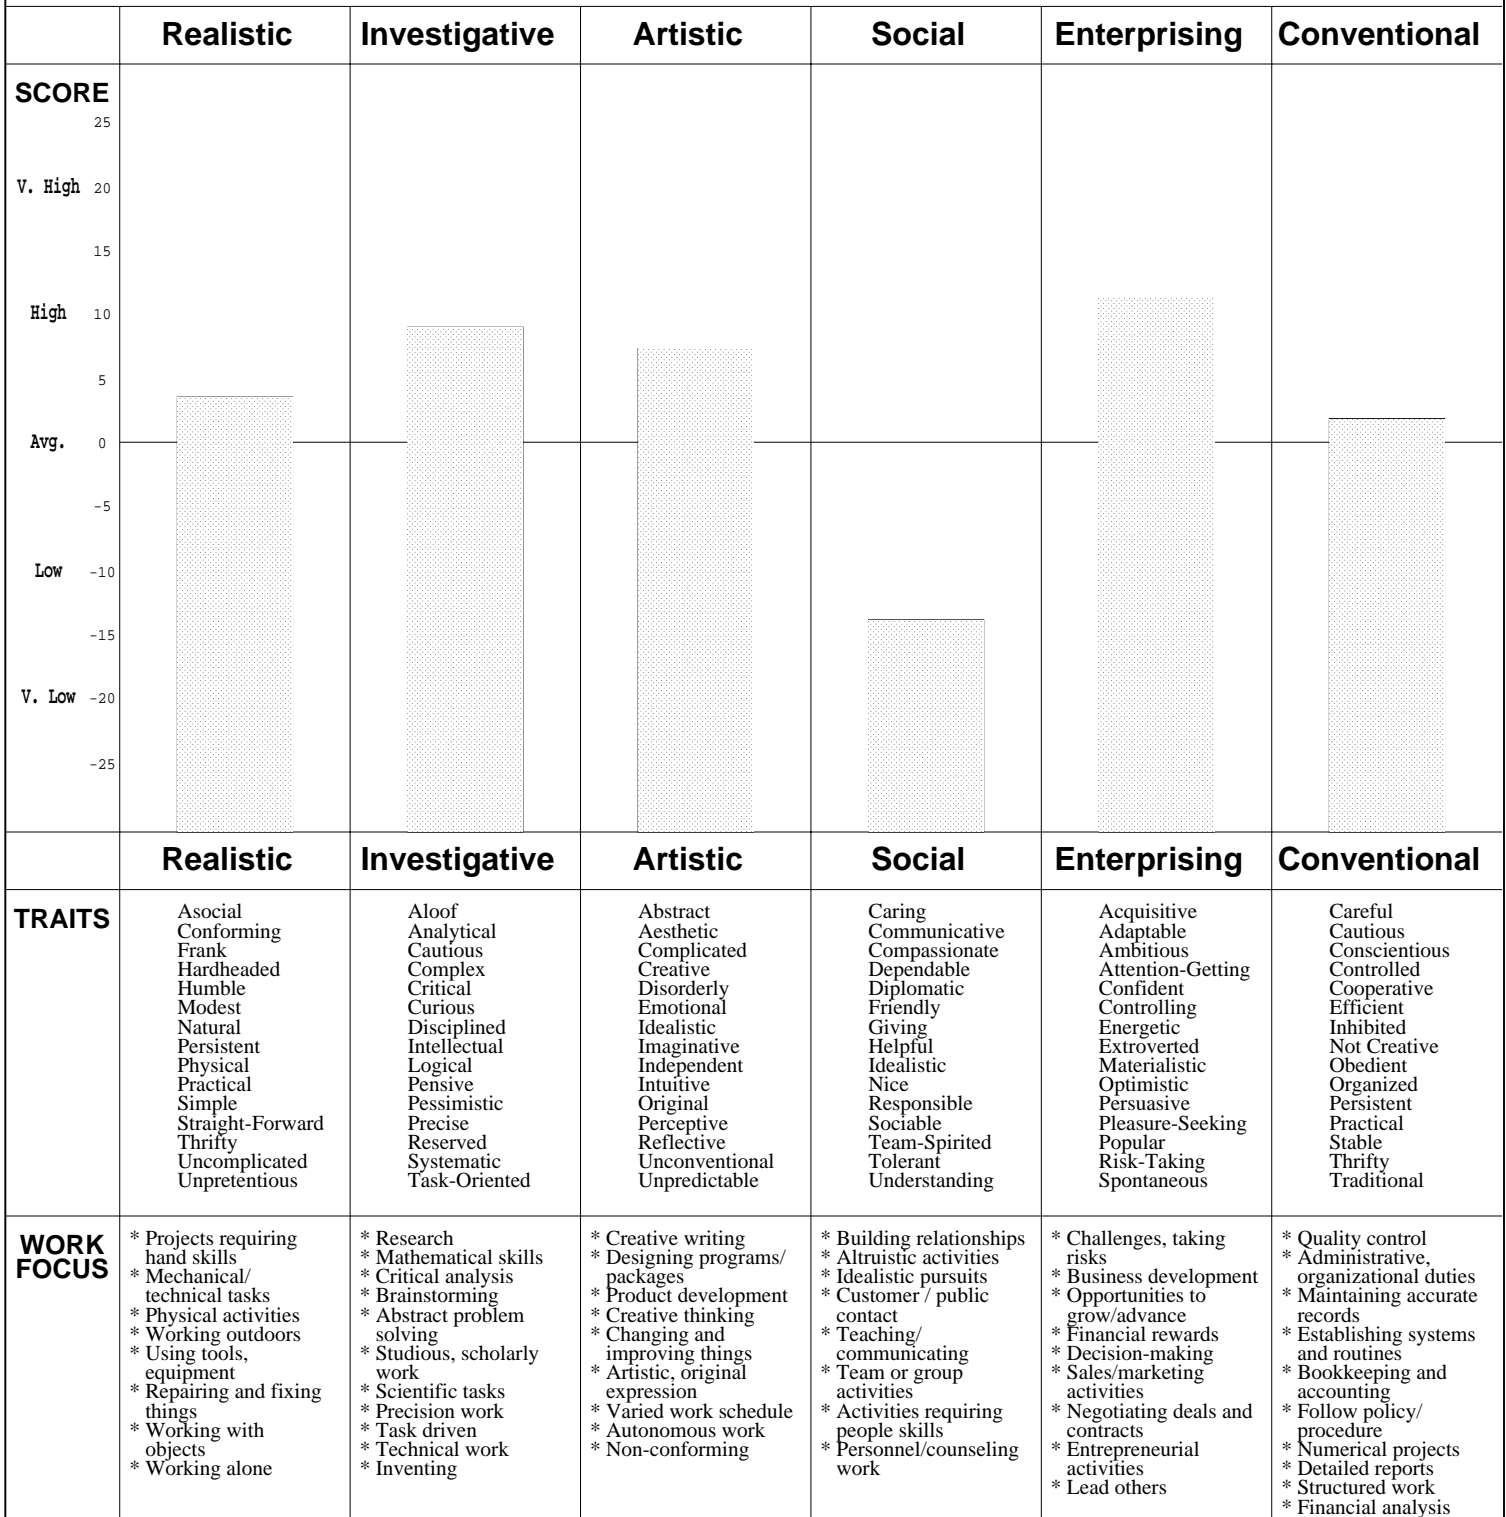 Realistic Investigative Artistic Social Enterprising Conventional
SCORE
25
V. High 20
15
High 10
5
Avg. 0
-5
Low -10
-15
V. Low -20
-25
Realistic Investigative Artistic Social Enterprising Conventional
TRAITS
Asocial
Conforming
Frank
Hardheaded
Humble
Modest
Natural
Persistent
Physical
Practical
Simple
Straight-Forward
Thrifty
Uncomplicated
Unpretentious
Aloof
Analytical
Cautious
Complex
Critical
Curious
Disciplined
Intellectual
Logical
Pensive
Pessimistic
Precise
Reserved
Systematic
Task-Oriented
Abstract
Aesthetic
Complicated
Creative
Disorderly
Emotional
Idealistic
Imaginative
Independent
Intuitive
Original
Perceptive
Reflective
Unconventional
Unpredictable
Caring
Communicative
Compassionate
Dependable
Diplomatic
Friendly
Giving
Helpful
Idealistic
Nice
Responsible
Sociable
Team-Spirited
Tolerant
Understanding
Acquisitive
Adaptable
Ambitious
Attention-Getting
Confident
Controlling
Energetic
Extroverted
Materialistic
Optimistic
Persuasive
Pleasure-Seeking
Popular
Risk-Taking
Spontaneous
Careful
Cautious
Conscientious
Controlled
Cooperative
Efficient
Inhibited
Not Creative
Obedient
Organized
Persistent
Practical
Stable
Thrifty
Traditional
WORK
FOCUS
* Projects requiring
hand skills
* Mechanical/
technical tasks
* Physical activities
* Working outdoors
* Using tools,
equipment
* Repairing and fixing
things
* Working with
objects
* Working alone
* Research
* Mathematical skills
* Critical analysis
* Brainstorming
* Abstract problem
solving
* Studious, scholarly
work
* Scientific tasks
* Precision work
* Task driven
* Technical work
* Inventing
* Creative writing
* Designing programs/
packages
* Product development
* Creative thinking
* Changing and
improving things
* Artistic, original
expression
* Varied work schedule
* Autonomous work
* Non-conforming
* Building relationships
* Altruistic activities
* Idealistic pursuits
* Customer / public
contact
* Teaching/
communicating
* Team or group
activities
* Activities requiring
people skills
* Personnel/counseling
work
* Challenges, taking
risks
* Business development
* Opportunities to
grow/advance
* Financial rewards
* Decision-making
* Sales/marketing
activities
* Negotiating deals and
contracts
* Entrepreneurial
activities
* Lead others
* Quality control
* Administrative,
organizational duties
* Maintaining accurate
records
* Establishing systems
and routines
* Bookkeeping and
accounting
* Follow policy/
procedure
* Numerical projects
* Detailed reports
* Structured work
* Financial analysis